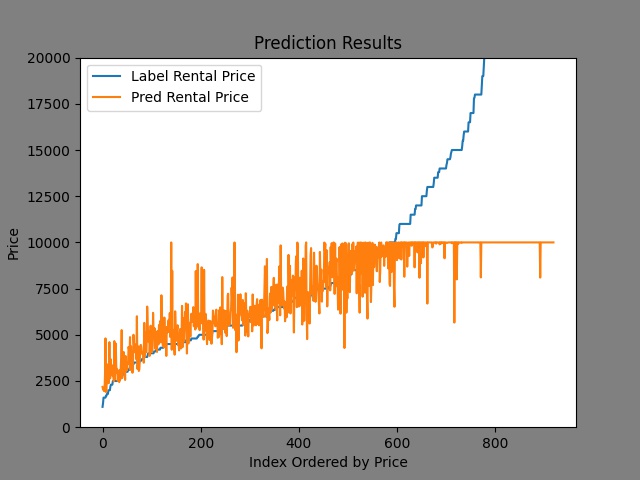 Prediction Results
20000
17500
15000
12500
10000
7500
5000
2500
0
Price
Label Rental Price
Pred Rental Price
0 200 400 600 800
Index Ordered by Price